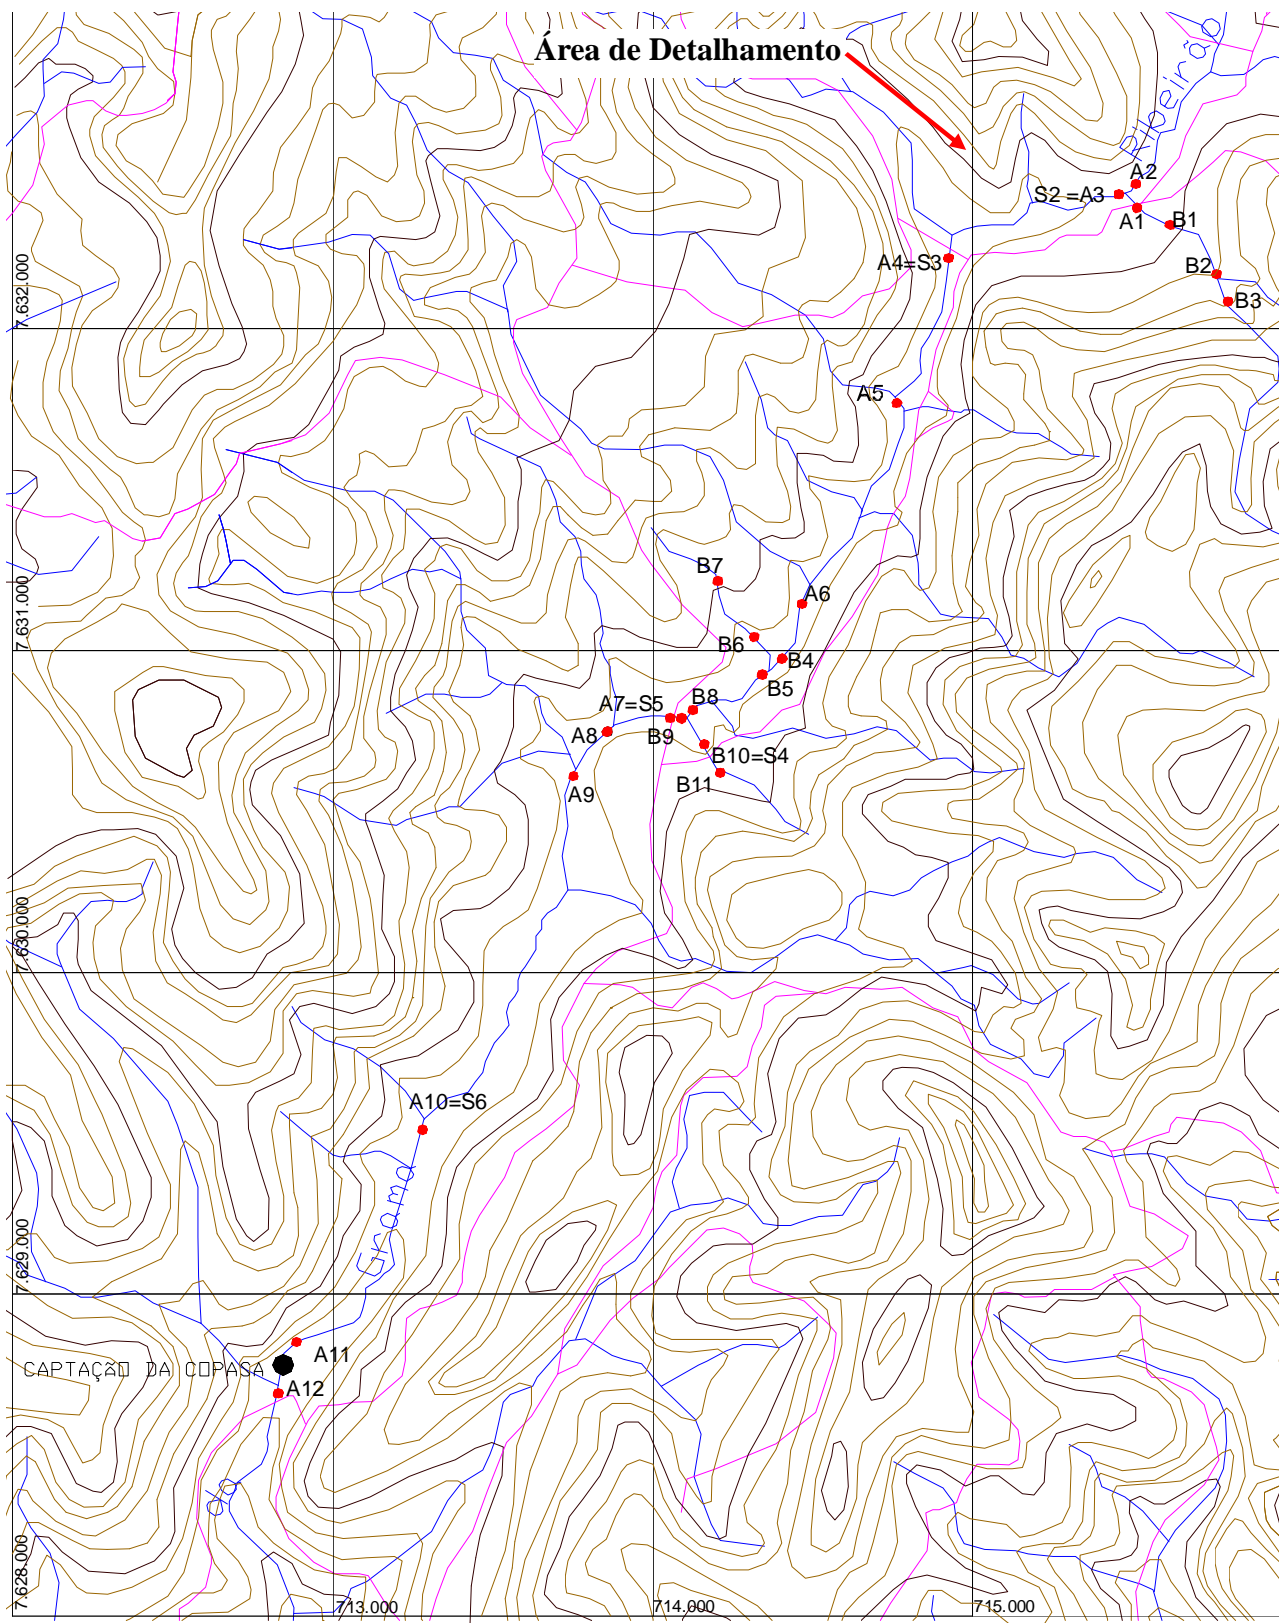 Área de Detalhamento
Ribeirão
A2
S2 =A3
A1
B1
A4=S3
B2
B3
7.632.000
A5
B7
A6
7.631.000
B6
B4
B5
A7=S5
B8
A8
B9
B10=S4
B11
A9
7.630.000
A10=S6
Grama
7.629.000
A11
CAPTAÇÃO DA COPASA
A12
da
7.628.000
713.000
714.000
715.000